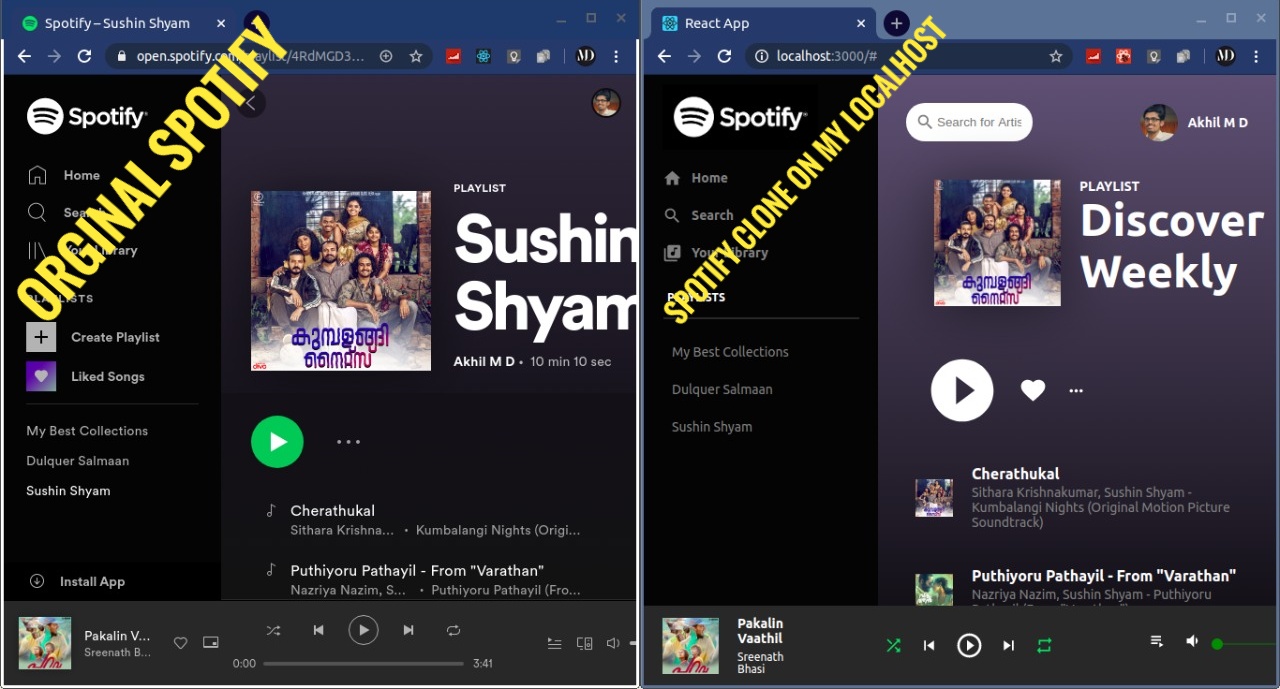 Spotify – Sushin Shyam
open.spotify.com/playlist/4RdMGD3...
MD
ORGINAL SPOTIFY
Spotify
Home
Search
Your Library
PLAYLISTS
Create Playlist
Liked Songs
My Best Collections
Dulquer Salmaan
Sushin Shyam
Install App
PLAYLIST
Sushin
Shyam
Akhil M D • 10 min 10 sec
കുമ്പളങ്ങി
നൈറ്റ്സ്
Cherathukal
Sithara Krishna... • Kumbalangi Nights (Origi...
Puthiyoru Pathayil - From "Varathan"
Nazriya Nazim, S... • Puthiyoru Pathayil (Fro...
Pakalin V...
Sreenath B...
0:00
3:41
React App
localhost:3000/#
MD
SPOTIFY CLONE ON MY LOCALHOST
Spotify
Home
Search
Your Library
PLAYLISTS
My Best Collections
Dulquer Salmaan
Sushin Shyam
Search for Artis
Akhil M D
PLAYLIST
Discover
Weekly
കുമ്പളങ്ങി
നൈറ്റ്സ്
Cherathukal
Sithara Krishnakumar, Sushin Shyam -
Kumbalangi Nights (Original Motion Picture
Soundtrack)
Puthiyoru Pathayil - From "Varathan"
Nazriya Nazim, Sushin Shyam - Puthiyoru
Pakalin
Vaathil
Sreenath
Bhasi